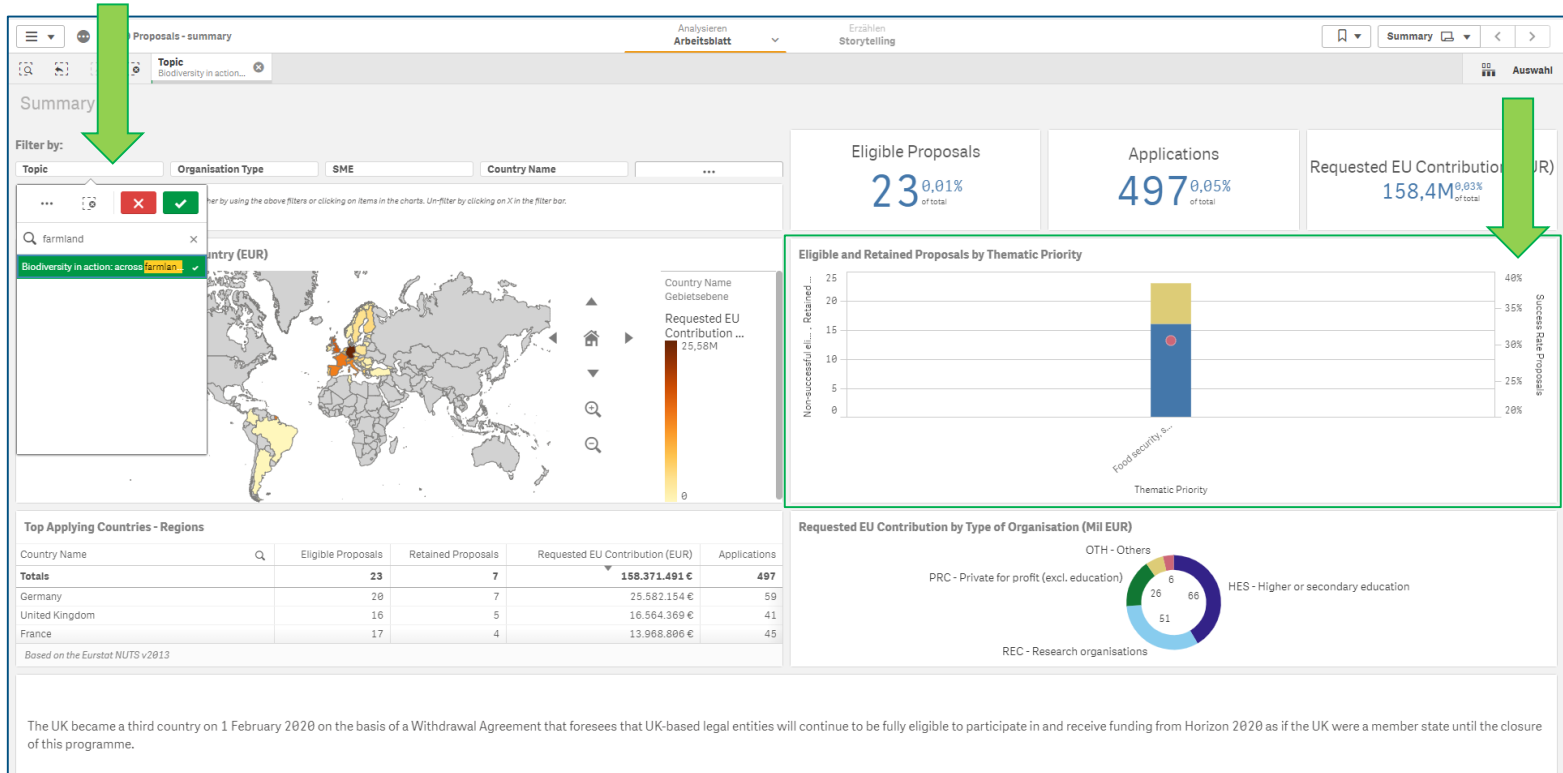 Proposals - summary
Analysieren
Arbeitsblatt
Erzählen
Storytelling
Summary
Topic
Biodiversity in action...
Auswahl
Summary
Filter by:
Topic
Organisation Type
SME
Country Name
...
her by using the above filters or clicking on items in the charts. Un-filter by clicking on X in the filter bar.
farmland
Biodiversity in action: across farmlan
Eligible Proposals
23 0,01% of total
Applications
497 0,05% of total
Requested EU Contribution UR)
158,4M 0,03% of total
untry (EUR)
Country Name
Gebietsebene
Requested EU
Contribution ...
25,58M
0
Eligible and Retained Proposals by Thematic Priority
Non-successful eli..., Retained...
25
20
15
10
5
0
40%
35%
30%
25%
20%
Success Rate Proposals
Food security, s...
Thematic Priority
Top Applying Countries - Regions
Country Name Eligible Proposals Retained Proposals Requested EU Contribution (EUR) Applications
Totals 23 7 158.371.491 € 497
Germany 20 7 25.582.154 € 59
United Kingdom 16 5 16.564.369 € 41
France 17 4 13.968.806 € 45
Based on the Eurstat NUTS v2013
Requested EU Contribution by Type of Organisation (Mil EUR)
OTH - Others
PRC - Private for profit (excl. education)
6
HES - Higher or secondary education
26
66
51
REC - Research organisations
The UK became a third country on 1 February 2020 on the basis of a Withdrawal Agreement that foresees that UK-based legal entities will continue to be fully eligible to participate in and receive funding from Horizon 2020 as if the UK were a member state until the closure
of this programme.